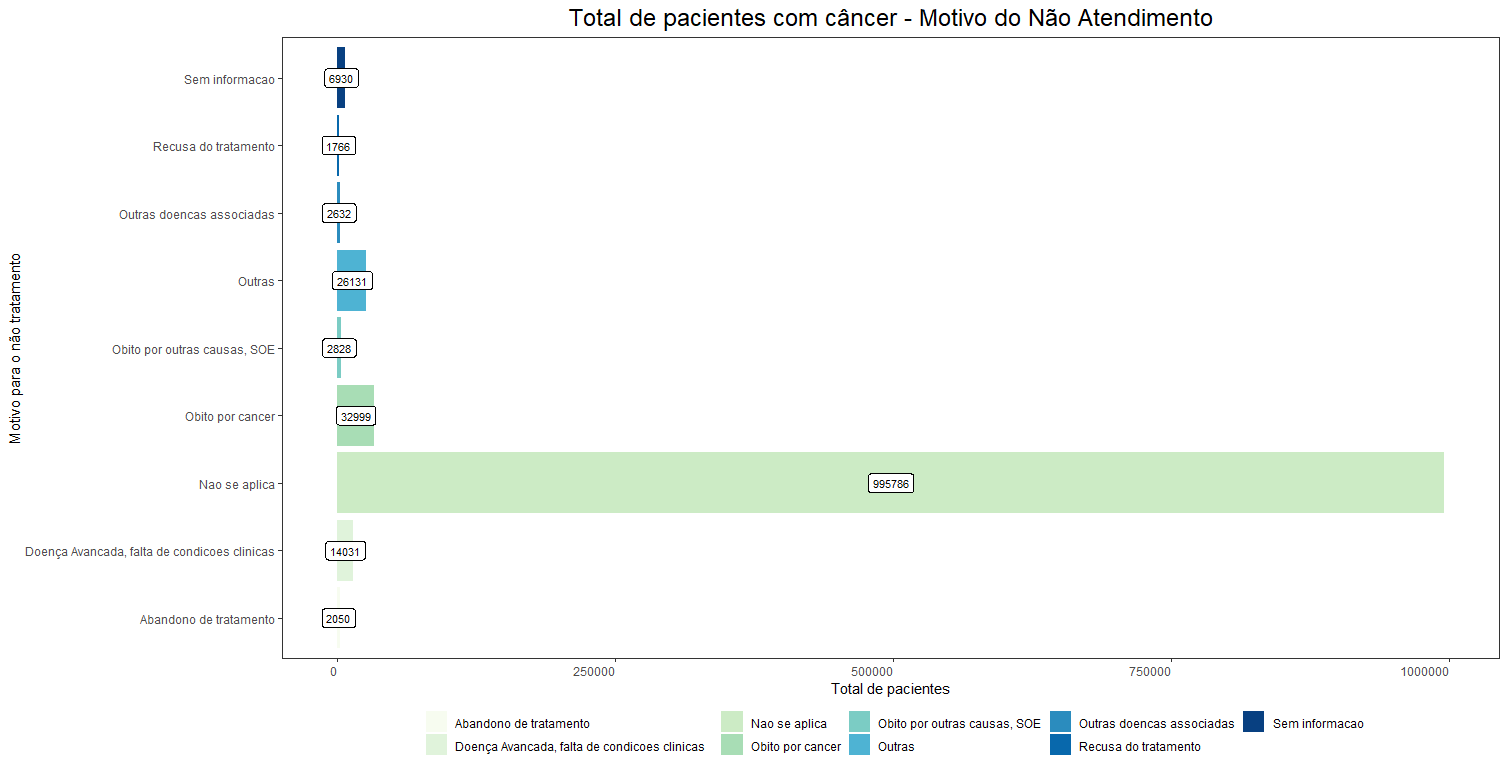 Total de pacientes com câncer - Motivo do Não Atendimento
Motivo para o não tratamento
Sem informacao
6930
Recusa do tratamento
1766
Outras doencas associadas
2632
Outras
26131
Obito por outras causas, SOE
2828
Obito por cancer
32999
Nao se aplica
995786
Doença Avancada, falta de condicoes clinicas
14031
Abandono de tratamento
2050
0 250000 500000 750000 1000000
Total de pacientes
Abandono de tratamento Nao se aplica Obito por outras causas, SOE Outras doencas associadas Sem informacao
Doença Avancada, falta de condicoes clinicas Obito por cancer Outras Recusa do tratamento